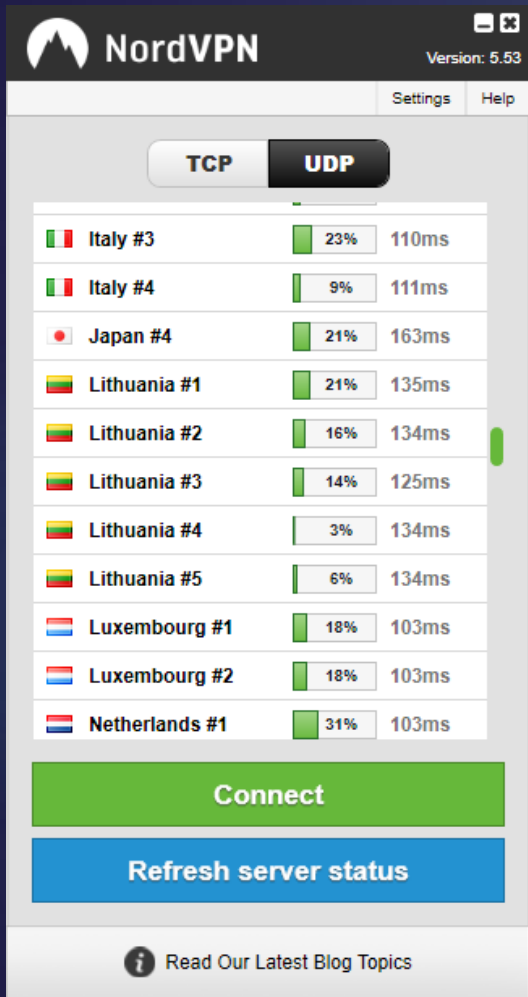 NordVPN
Version: 5.53
Settings Help
TCP UDP
Italy #3 23% 110ms
Italy #4 9% 111ms
Japan #4 21% 163ms
Lithuania #1 21% 135ms
Lithuania #2 16% 134ms
Lithuania #3 14% 125ms
Lithuania #4 3% 134ms
Lithuania #5 6% 134ms
Luxembourg #1 18% 103ms
Luxembourg #2 18% 103ms
Netherlands #1 31% 103ms
Connect
Refresh server status
Read Our Latest Blog Topics